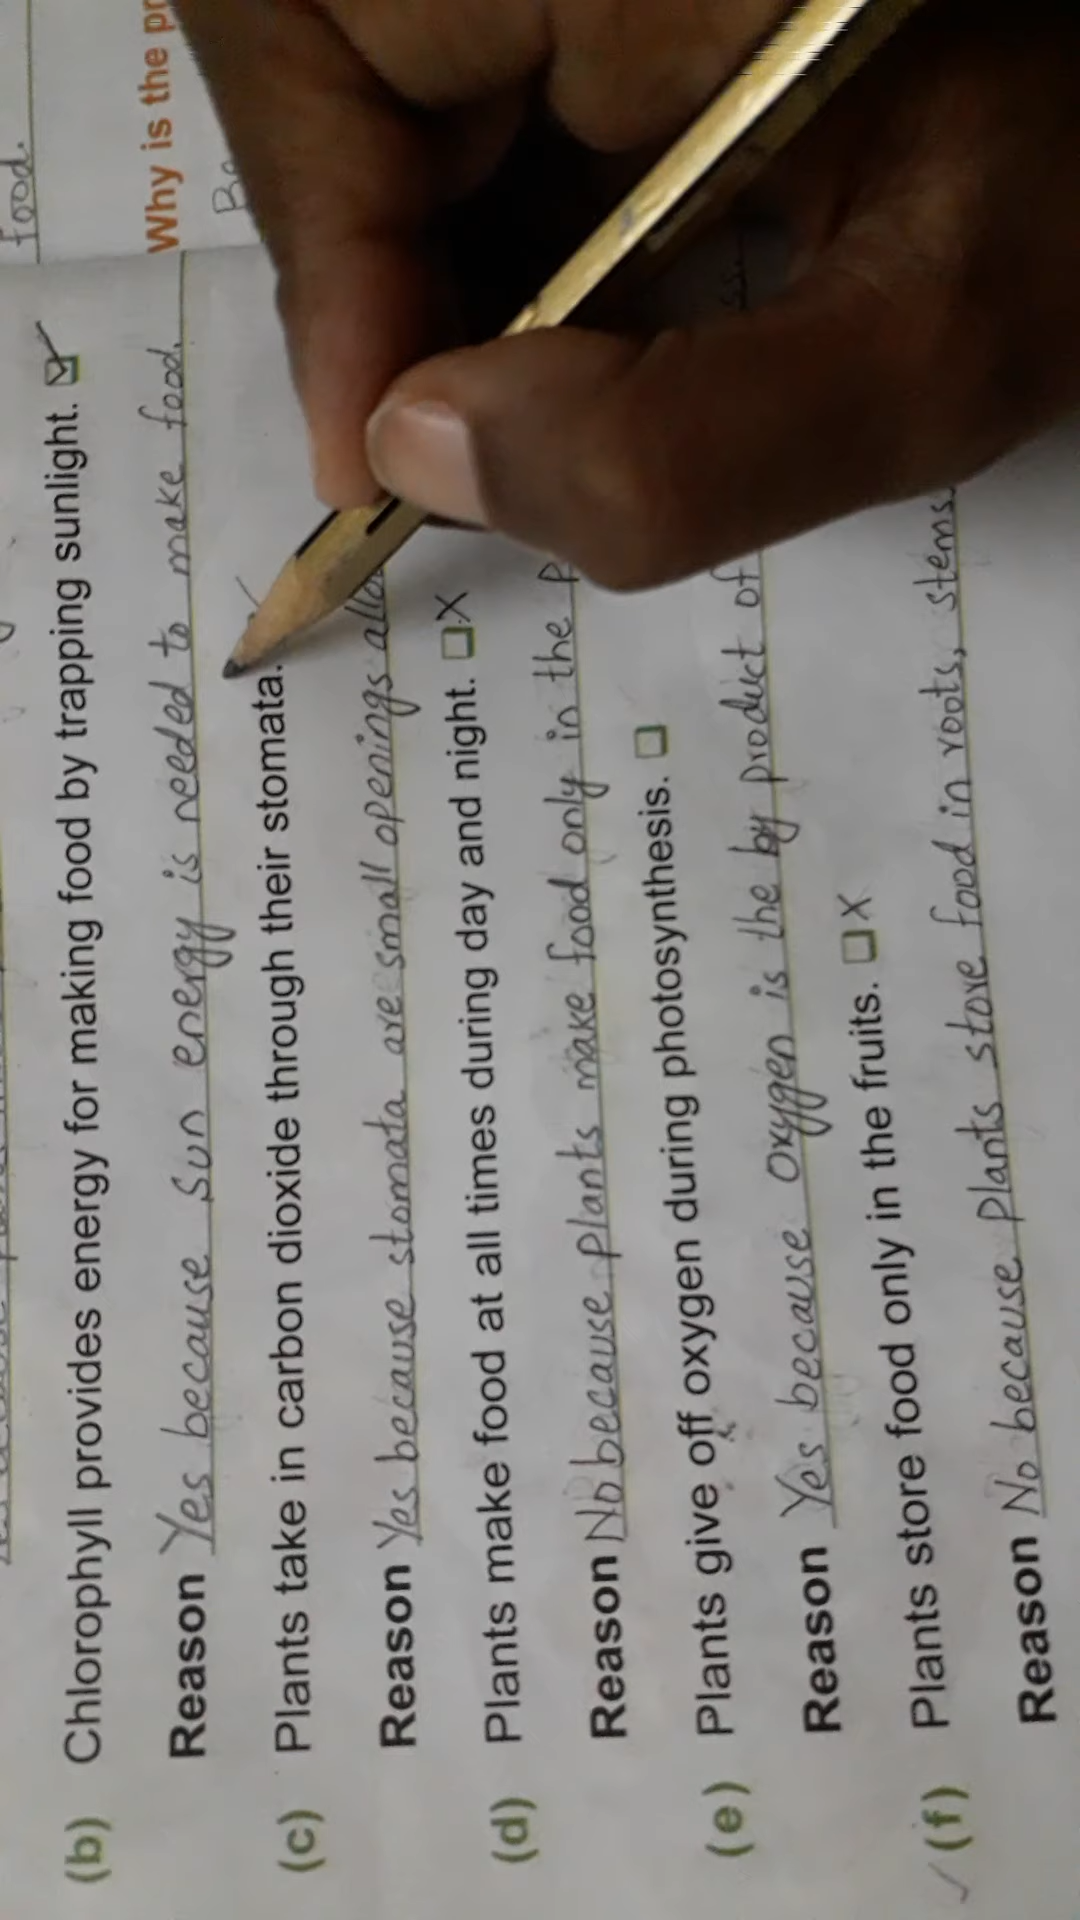 food.
(b) Chlorophyll provides energy for making food by trapping sunlight.
Reason Yes because sun energy is needed to make food.
(c) Plants take in carbon dioxide through their stomata.
Reason Yes because stomata are small openings
(d) Plants make food at all times during day and night. X
Reason No because plants make food only in the
(e) Plants give off oxygen during photosynthesis.
Reason Yes because oxygen is the by product of
(f) Plants store food only in the fruits. X
Reason No because plants store food in roots, stems
Why is the